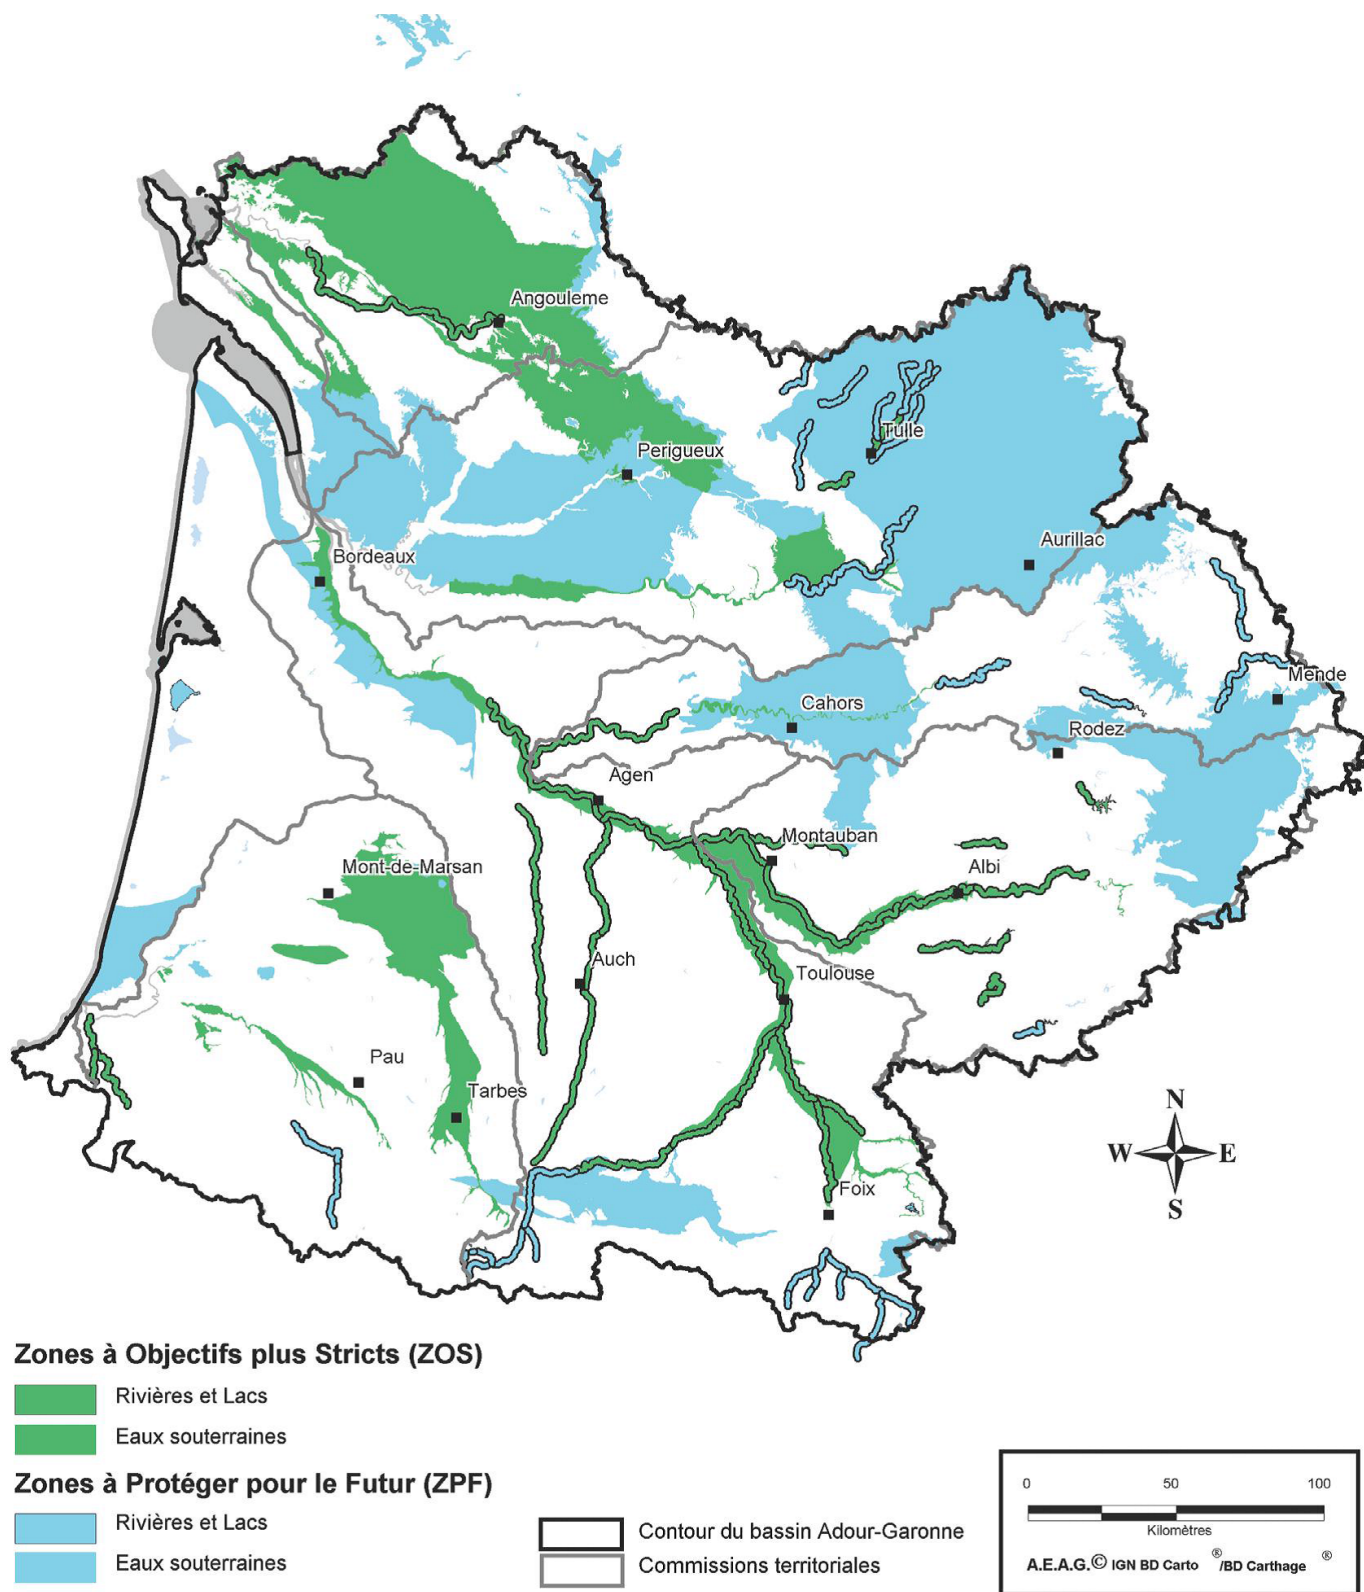 Angouleme
Tulle
Perigueux
Aurillac
Bordeaux
Mende
Cahors
Rodez
Agen
Montauban
Mont-de-Marsan
Albi
Auch
Toulouse
Pau
Tarbes
Foix
N
W
E
S
Zones à Objectifs plus Stricts (ZOS)
Rivières et Lacs
Eaux souterraines
Zones à Protéger pour le Futur (ZPF)
Rivières et Lacs
Eaux souterraines
Contour du bassin Adour-Garonne
Commissions territoriales
0 50 100
Kilomètres
A.E.A.G.© IGN BD Carto ®/BD Carthage ®